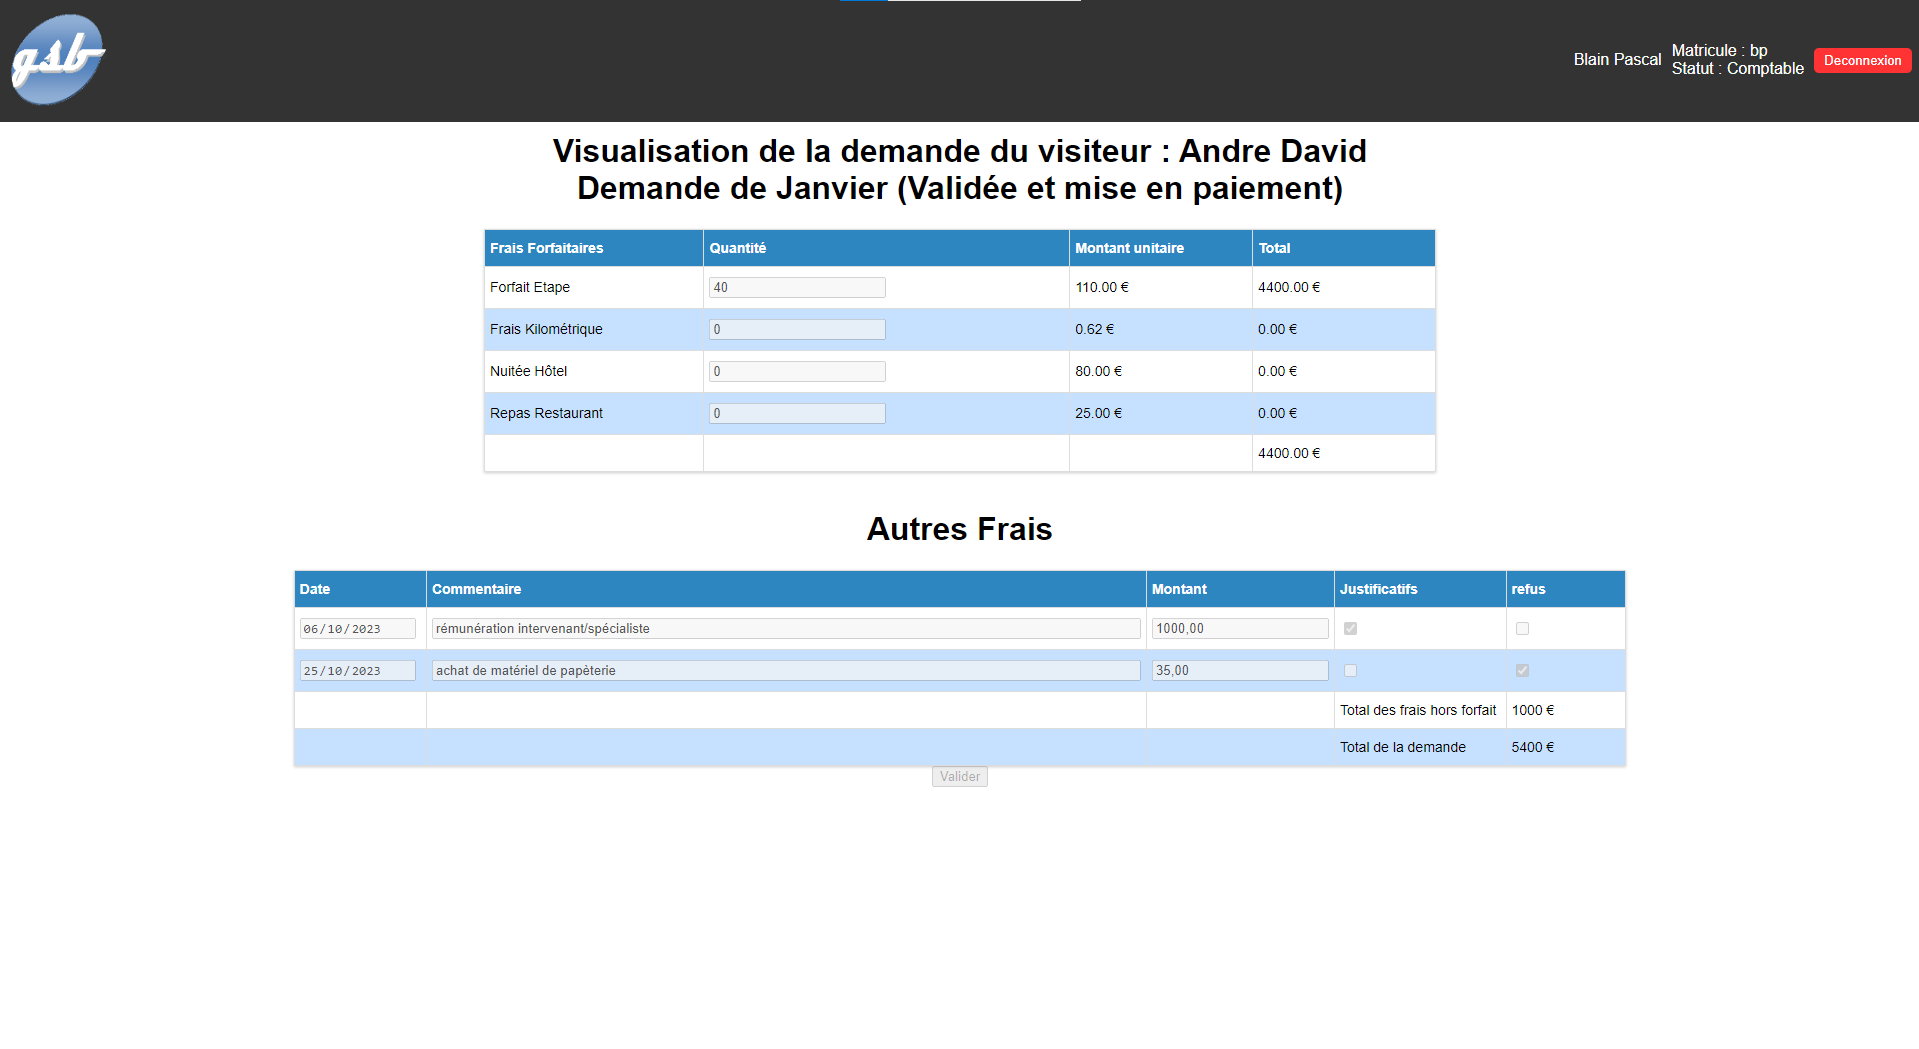 gsb
Blain Pascal
Matricule : bp
Statut : Comptable
Deconnexion
Visualisation de la demande du visiteur : Andre David
Demande de Janvier (Validée et mise en paiement)
Frais Forfaitaires Quantité Montant unitaire Total
Forfait Etape 40 110.00 € 4400.00 €
Frais Kilométrique 0 0.62 € 0.00 €
Nuitée Hôtel 0 80.00 € 0.00 €
Repas Restaurant 0 25.00 € 0.00 €
4400.00 €
Autres Frais
Date Commentaire Montant Justificatifs refus
06/10/2023 rémunération intervenant/spécialiste 1000,00
25/10/2023 achat de matériel de papèterie 35,00
Total des frais hors forfait 1000 €
Total de la demande 5400 €
Valider